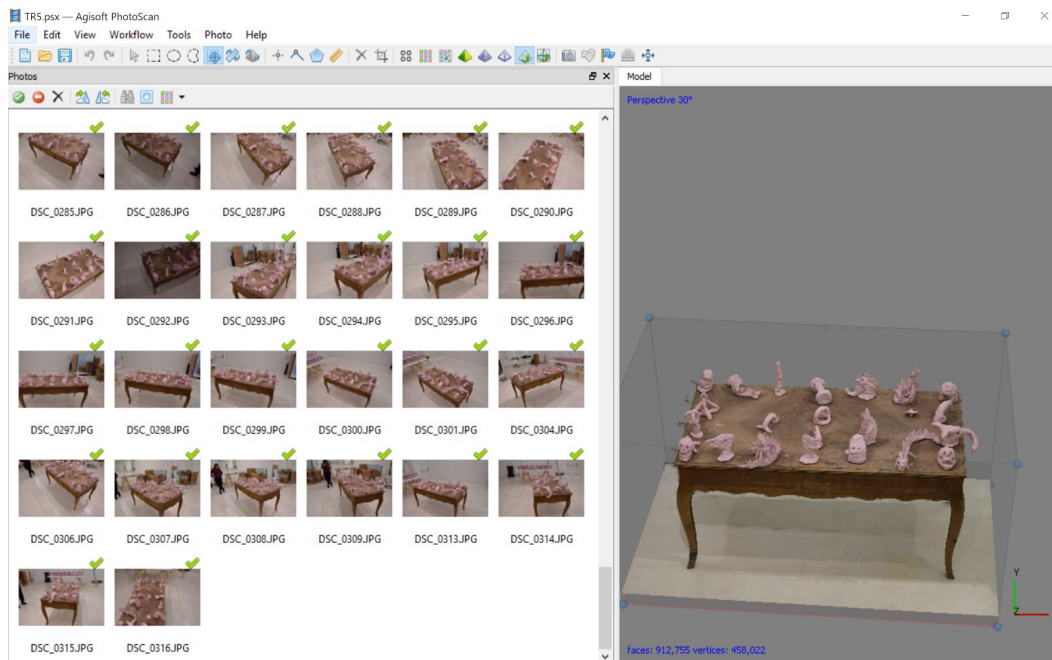 TR5.psx — Agisoft PhotoScan
File Edit View Workflow Tools Photo Help
Photos
Model
Perspective 30°
DSC_0285.JPG DSC_0286.JPG DSC_0287.JPG DSC_0288.JPG DSC_0289.JPG DSC_0290.JPG
DSC_0291.JPG DSC_0292.JPG DSC_0293.JPG DSC_0294.JPG DSC_0295.JPG DSC_0296.JPG
DSC_0297.JPG DSC_0298.JPG DSC_0299.JPG DSC_0300.JPG DSC_0301.JPG DSC_0304.JPG
DSC_0306.JPG DSC_0307.JPG DSC_0308.JPG DSC_0309.JPG DSC_0313.JPG DSC_0314.JPG
DSC_0315.JPG DSC_0316.JPG
Y
Z
faces: 912,755 vertices: 458,022